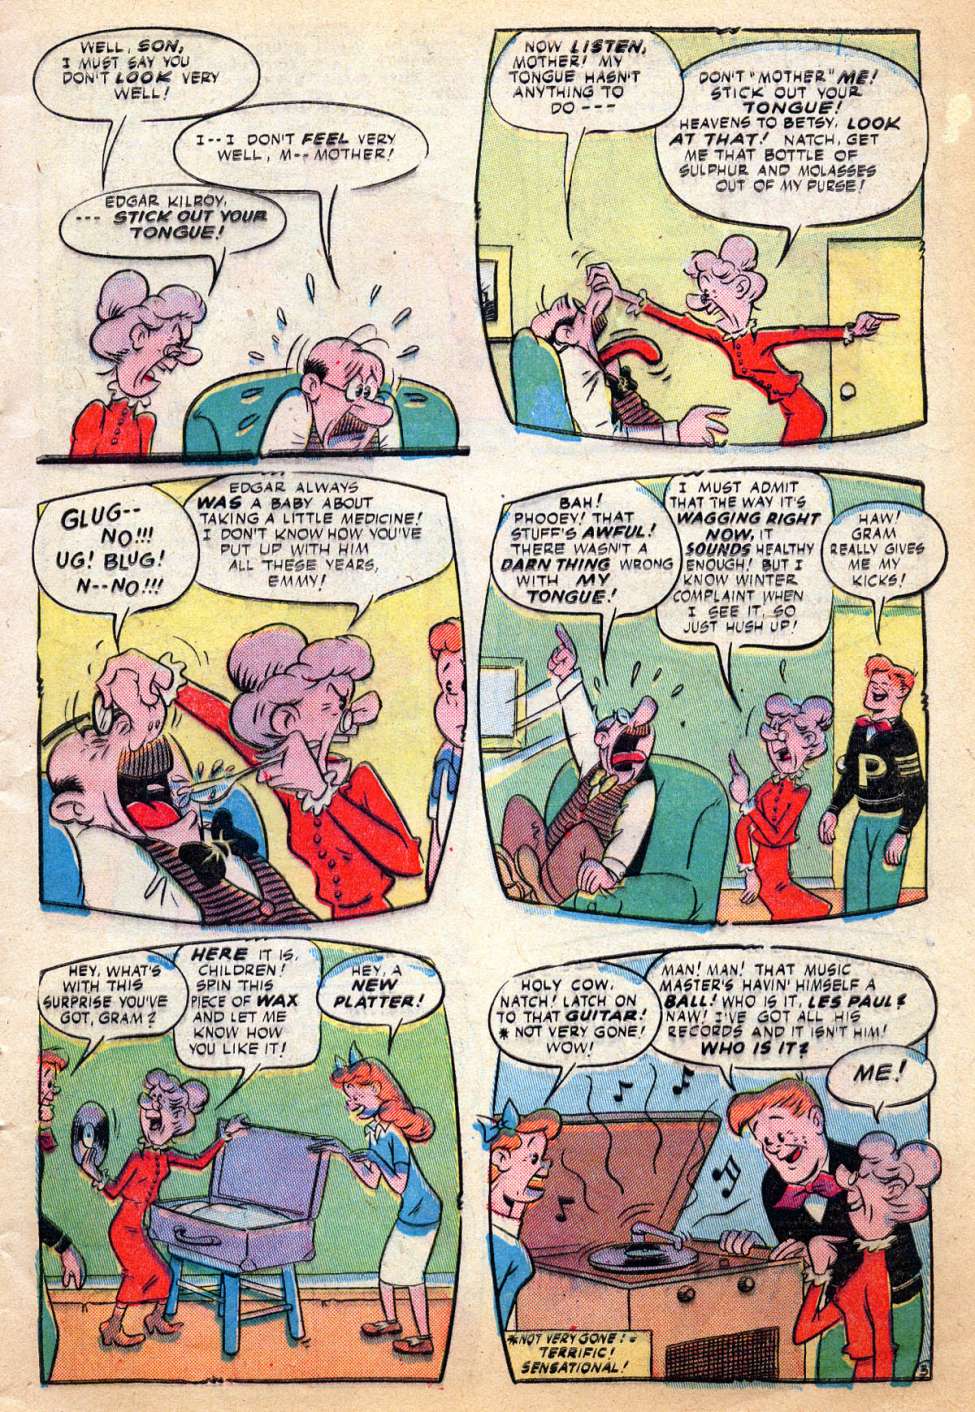 WELL, SON,
I MUST SAY YOU
DON'T LOOK VERY
WELL!
I--I DON'T FEEL VERY
WELL, M--MOTHER!
EDGAR KILROY,
--- STICK OUT YOUR
TONGUE!
NOW LISTEN,
MOTHER! MY
TONGUE HASN'T
ANYTHING TO
DO ---
DON'T "MOTHER" ME!
STICK OUT YOUR
TONGUE!
HEAVENS TO BETSY, LOOK
AT THAT! NATCH, GET
ME THAT BOTTLE OF
SULPHUR AND MOLASSES
OUT OF MY PURSE!
GLUG--
NO!!!
UG! BLUG!
N--NO!!!
EDGAR ALWAYS
WAS A BABY ABOUT
TAKING A LITTLE MEDICINE!
I DON'T KNOW HOW YOU'VE
PUT UP WITH HIM
ALL THESE YEARS,
EMMY!
BAH!
PHOOEY! THAT
STUFF'S AWFUL!
THERE WASN'T A
DARN THING WRONG
WITH MY
TONGUE!
I MUST ADMIT
THAT THE WAY IT'S
WAGGING RIGHT
NOW, IT
SOUNDS HEALTHY
ENOUGH! BUT I
KNOW WINTER
COMPLAINT WHEN
I SEE IT, SO
JUST HUSH UP!
HAW!
GRAM
REALLY GIVES
ME MY
KICKS!
P
HEY, WHAT'S
WITH THIS
SURPRISE YOU'VE
GOT, GRAM?
HERE IT IS,
CHILDREN!
SPIN THIS
PIECE OF WAX
AND LET ME
KNOW HOW
YOU LIKE IT!
HEY, A
NEW
PLATTER!
HOLY COW,
NATCH! LATCH ON
TO THAT GUITAR!
* NOT VERY GONE!
WOW!
MAN! MAN! THAT MUSIC
MASTER'S HAVIN' HIMSELF A
BALL! WHO IS IT, LES PAUL?
NAW! I'VE GOT ALL HIS
RECORDS AND IT ISN'T HIM!
WHO IS IT?
ME!
*NOT VERY GONE! =
TERRIFIC!
SENSATIONAL!
3